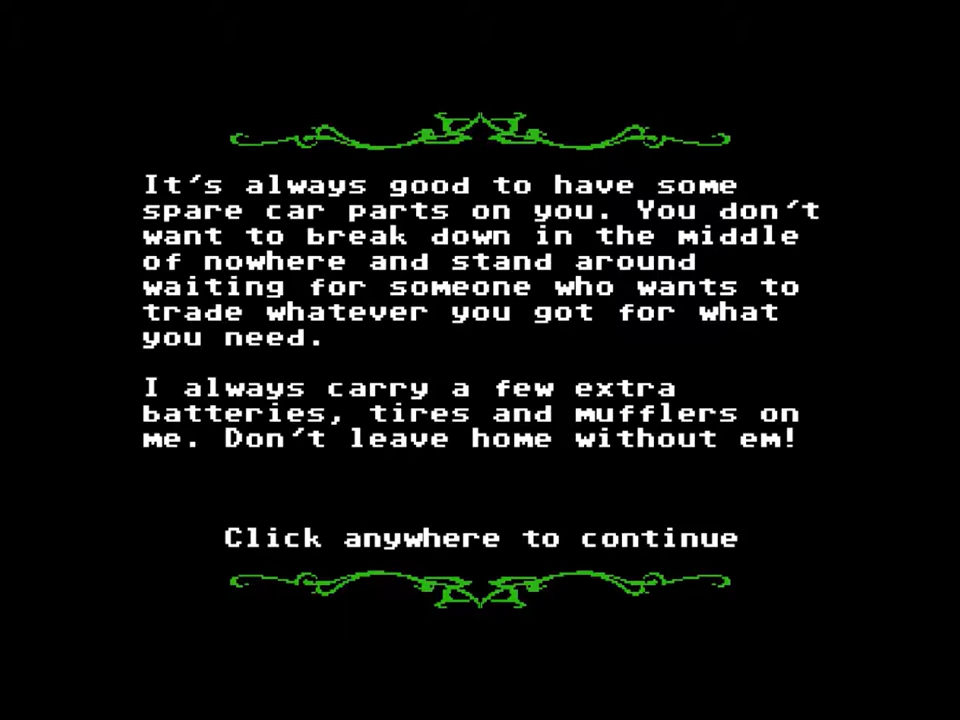 It's always good to have some
spare car parts on you. You don't
want to break down in the middle
of nowhere and stand around
waiting for someone who wants to
trade whatever you got for what
you need.
I always carry a few extra
batteries, tires and mufflers on
me. Don't leave home without em!
Click anywhere to continue